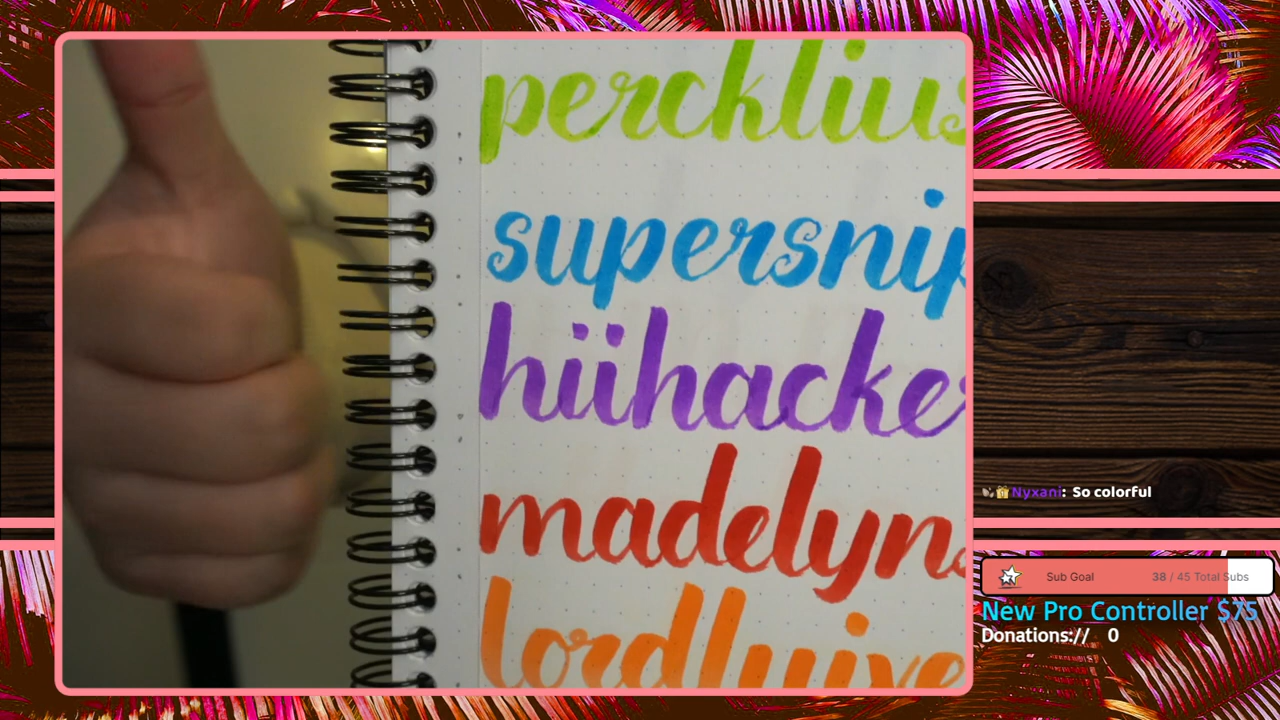 perckliu
supersni
hiihacke
madelyn
Nyxani: So colorful
Sub Goal 38 / 45 Total Subs
New Pro Controller $75
Donations:// 0